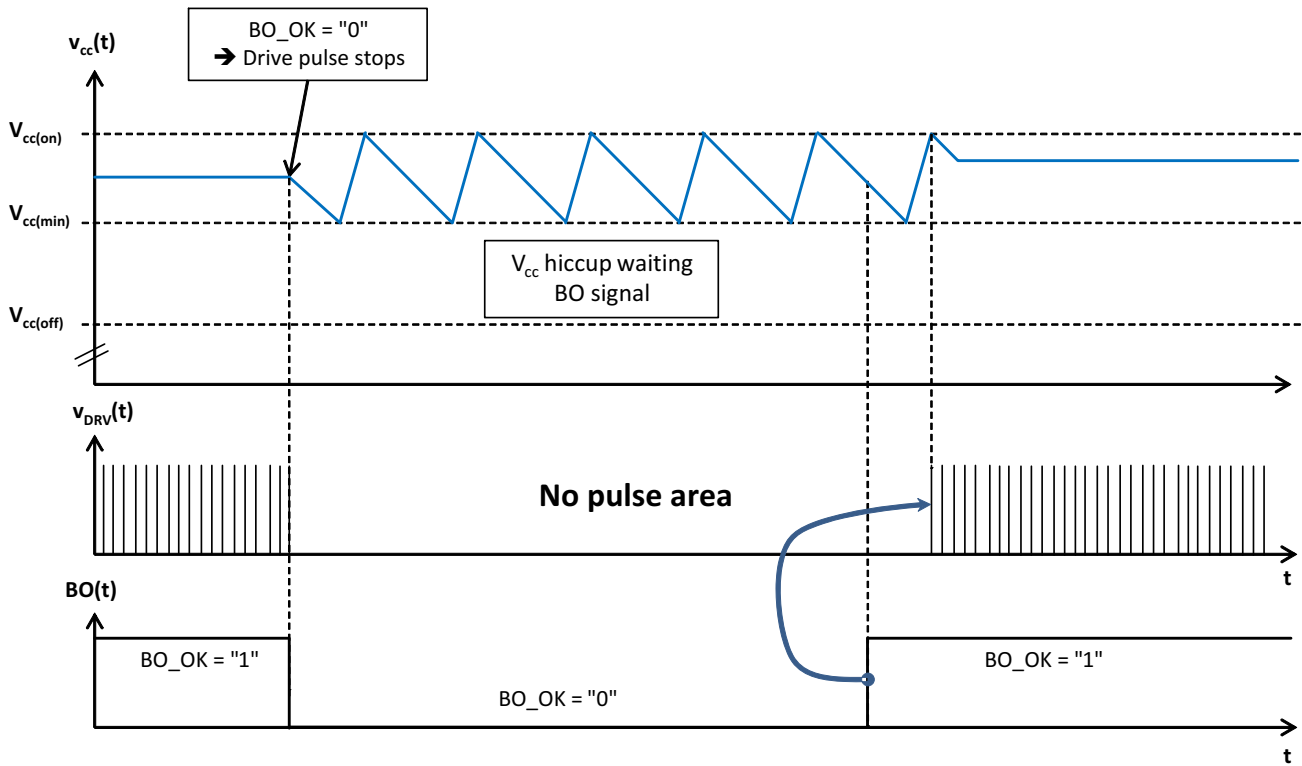 BO_OK = "0"
➔ Drive pulse stops
vcc(t)
Vcc(on)
Vcc(min)
Vcc hiccup waiting
BO signal
Vcc(off)
vDRV(t)
No pulse area
t
BO(t)
BO_OK = "1"
BO_OK = "1"
BO_OK = "0"
t